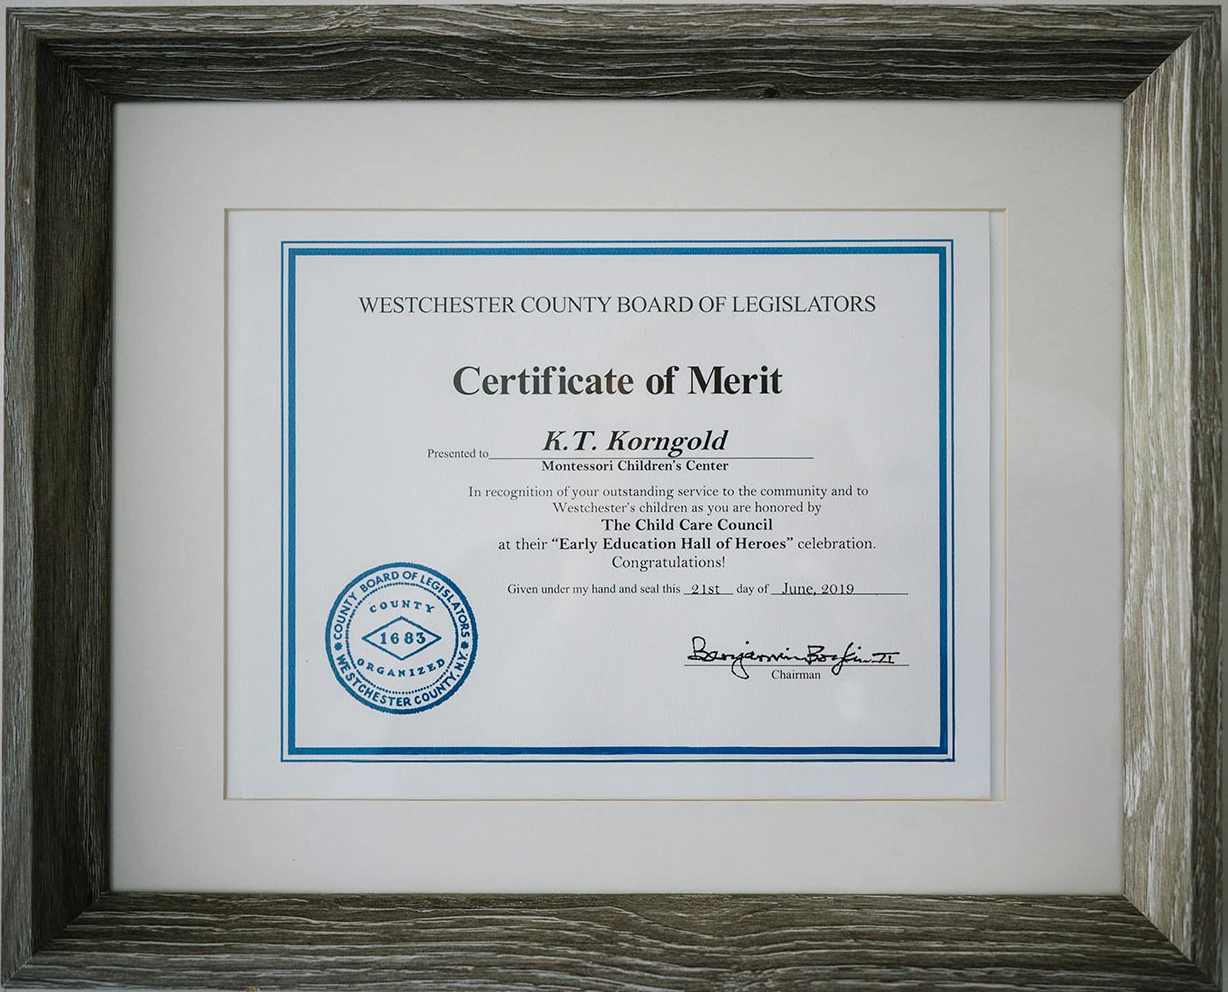 WESTCHESTER COUNTY BOARD OF LEGISLATORS
Certificate of Merit
Presented to K.T. Korngold
Montessori Children's Center
In recognition of your outstanding service to the community and to
Westchester's children as you are honored by
The Child Care Council
at their “Early Education Hall of Heroes” celebration.
Congratulations!
Given under my hand and seal this 21st day of June, 2019
COUNTY BOARD OF LEGISLATORS
COUNTY
1683
ORGANIZED
WESTCHESTER COUNTY, N.Y.
Benjamin Boykin II
Chairman